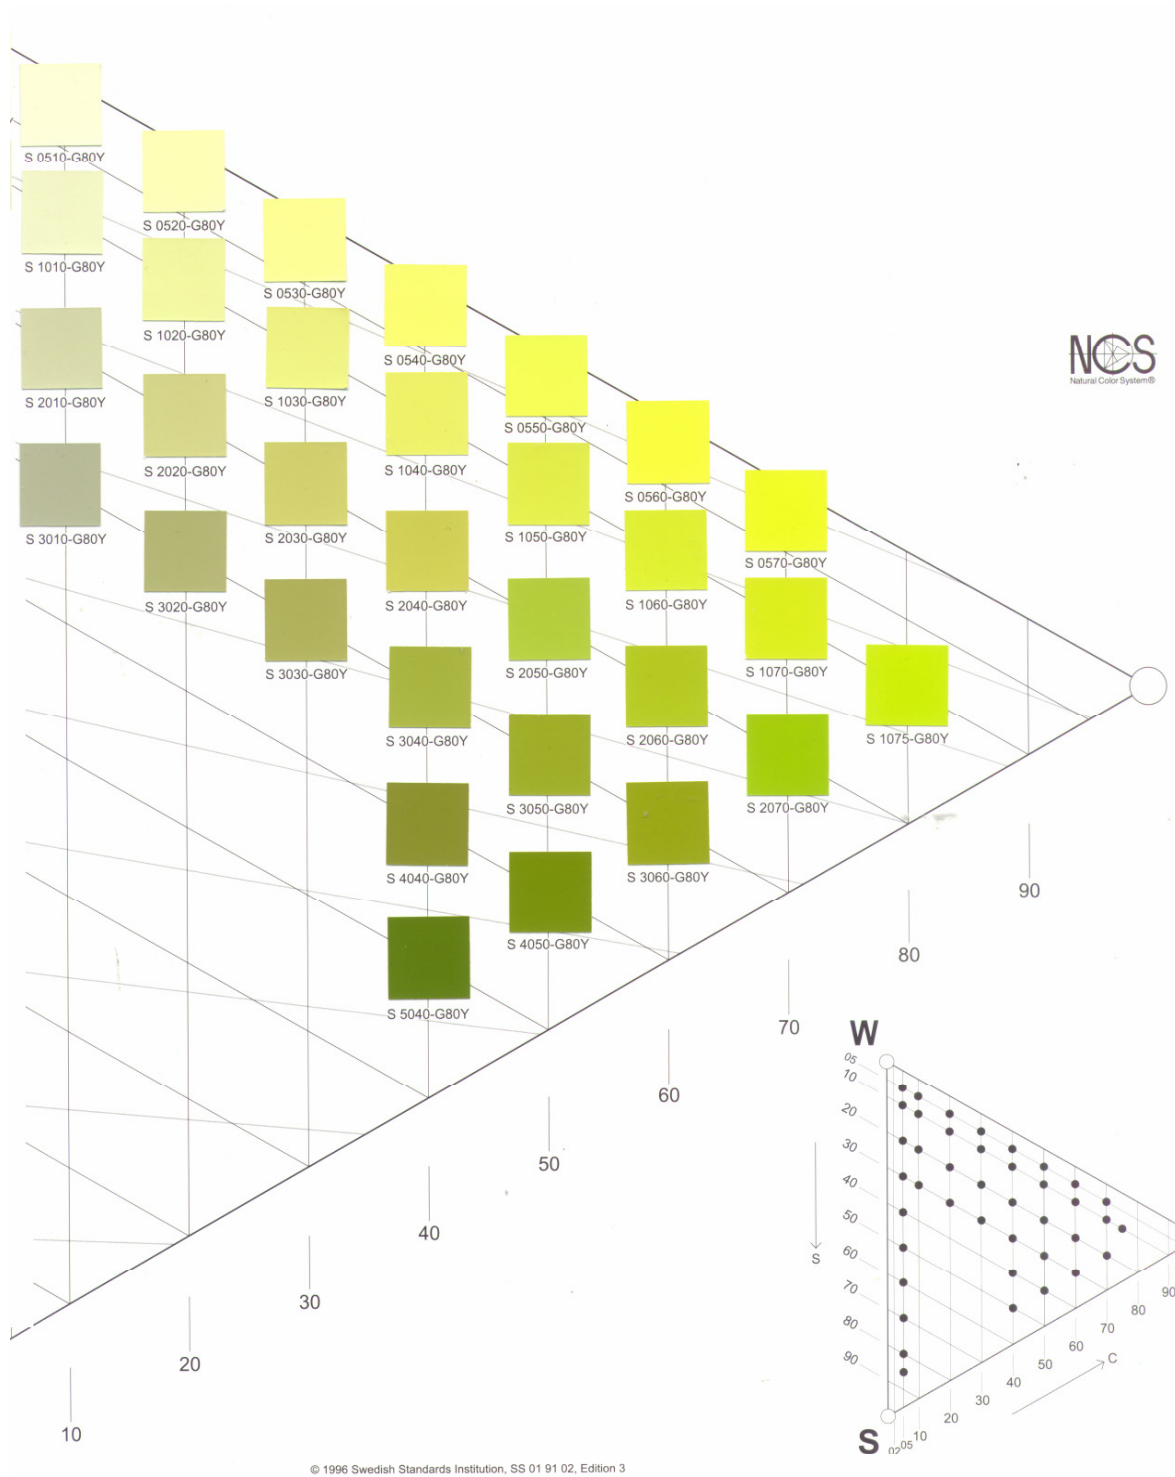 S 0510-G80Y
S 0520-G80Y
S 1010-G80Y
S 0530-G80Y
S 1020-G80Y
S 0540-G80Y
NCS
Natural Color System®
S 2010-G80Y
S 1030-G80Y
S 0550-G80Y
S 2020-G80Y
S 1040-G80Y
S 0560-G80Y
S 3010-G80Y
S 2030-G80Y
S 1050-G80Y
S 0570-G80Y
S 3020-G80Y
S 2040-G80Y
S 1060-G80Y
S 3030-G80Y
S 2050-G80Y
S 1070-G80Y
S 3040-G80Y
S 2060-G80Y
S 1075-G80Y
S 3050-G80Y
S 2070-G80Y
S 4040-G80Y
S 3060-G80Y
90
S 4050-G80Y
80
S 5040-G80Y
70
60
50
40
30
20
10
W
05
10
20
30
40
50
60
70
80
90
S
90
80
70
60
50
40
30
20
10
05
02
C
S
© 1996 Swedish Standards Institution, SS 01 91 02, Edition 3